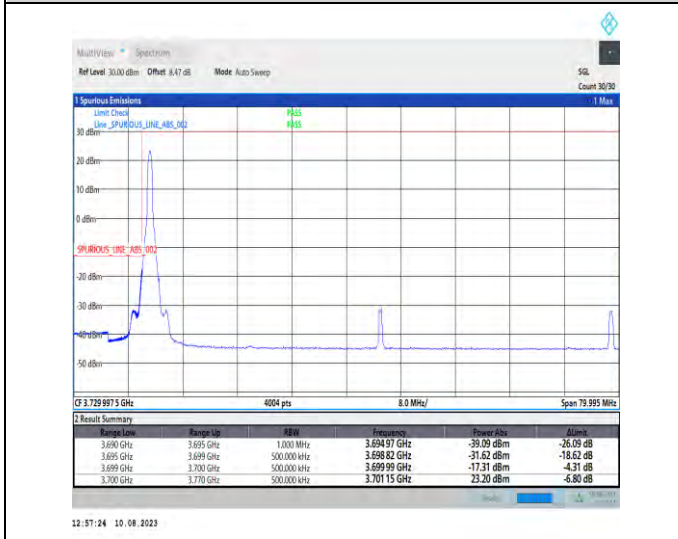 MultiView Spectrum
Ref Level 30.00 dBm Offset 8.47 dB Mode Auto Sweep SGL
Count 30/30
1 Spurious Emissions 1 Max
Limit Check PASS
Line _SPURIOUS_LINE_ABS_002 PASS
30 dBm
20 dBm
10 dBm
0 dBm
SPURIOUS_LINE_ABS_002
-20 dBm
-30 dBm
-40 dBm
-50 dBm
CF 3.729 997 5 GHz 4004 pts 8.0 MHz/ Span 79.995 MHz
2 Result Summary
Range Low Range Up RBW Frequency Power Abs ΔLimit
3.690 GHz 3.695 GHz 1.000 MHz 3.694 97 GHz -39.09 dBm -26.09 dB
3.695 GHz 3.699 GHz 500.000 kHz 3.698 82 GHz -31.62 dBm -18.62 dB
3.699 GHz 3.700 GHz 500.000 kHz 3.699 99 GHz -17.31 dBm -4.31 dB
3.700 GHz 3.770 GHz 500.000 kHz 3.701 15 GHz 23.20 dBm -6.80 dB
12:57:24 10.08.2023